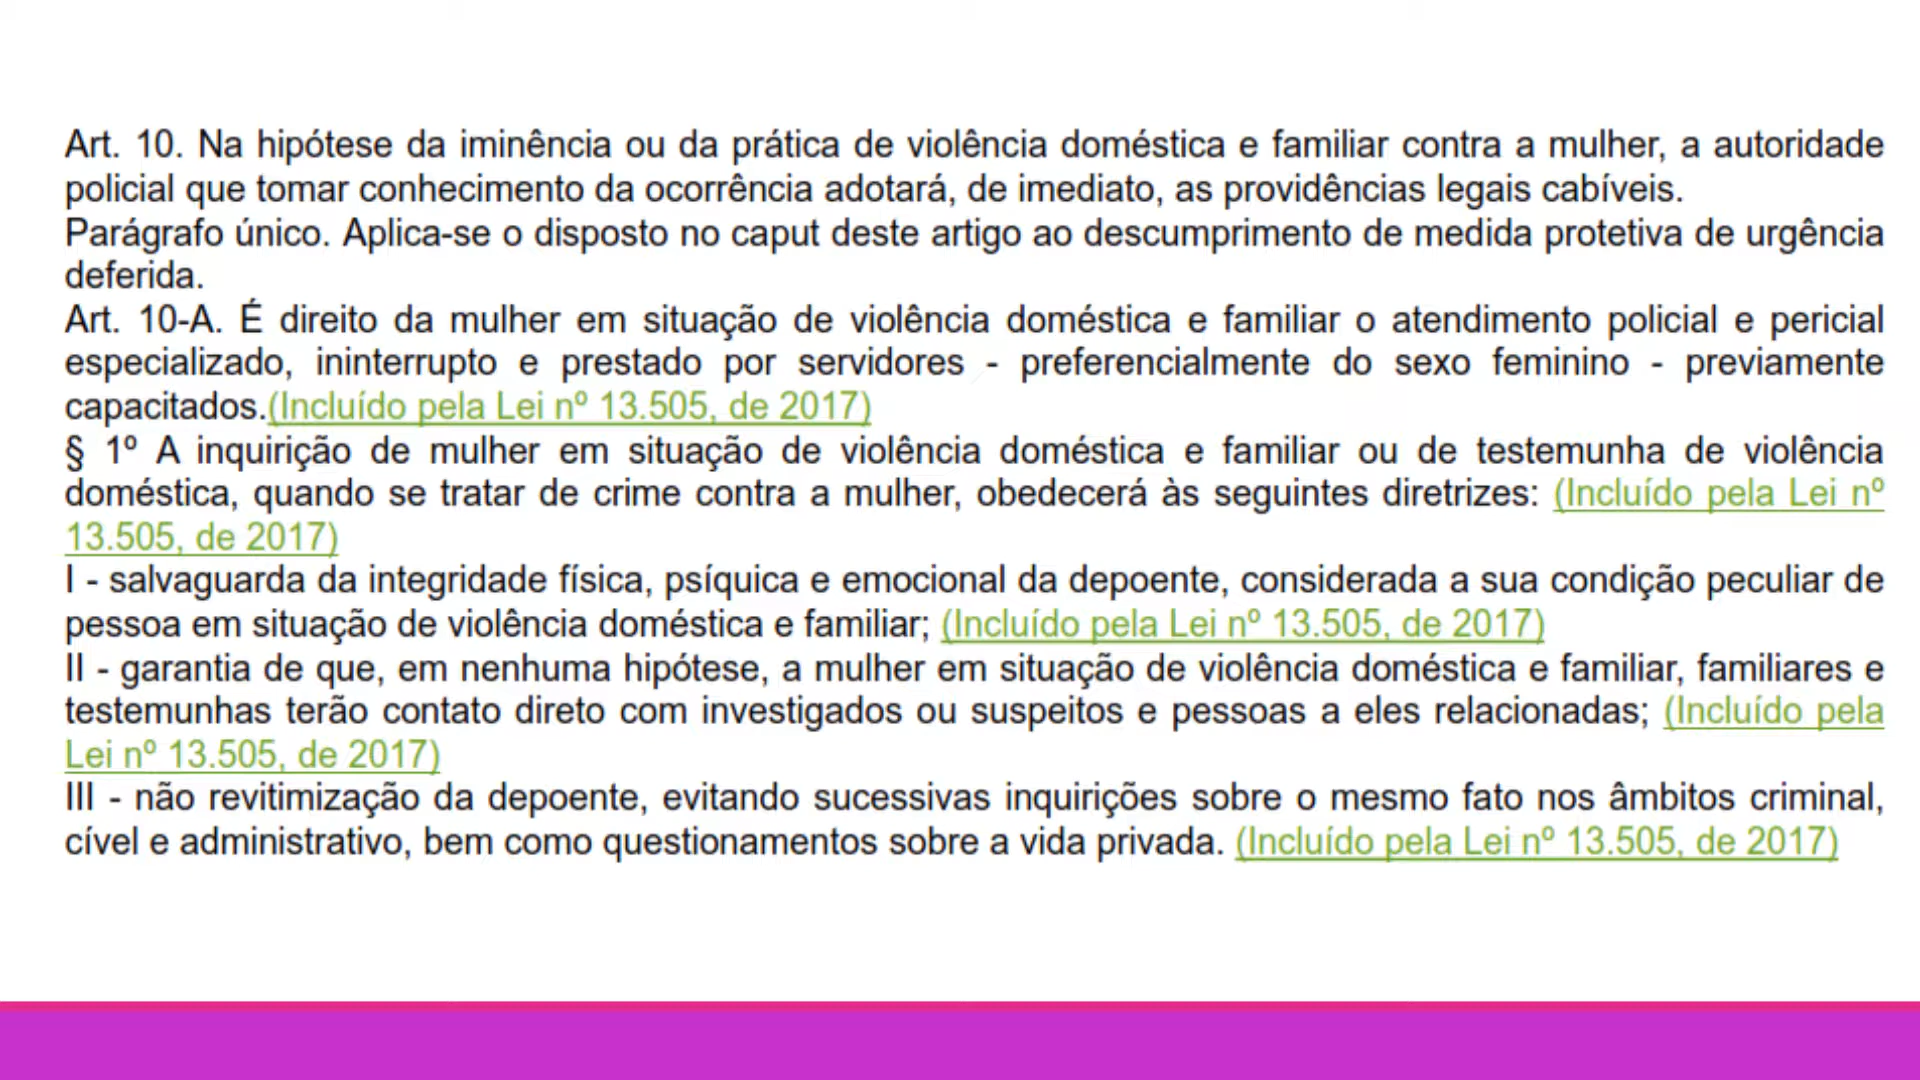 Art. 10. Na hipótese da iminência ou da prática de violência doméstica e familiar contra a mulher, a autoridade
policial que tomar conhecimento da ocorrência adotará, de imediato, as providências legais cabíveis.
Parágrafo único. Aplica-se o disposto no caput deste artigo ao descumprimento de medida protetiva de urgência
deferida.
Art. 10-A. É direito da mulher em situação de violência doméstica e familiar o atendimento policial e pericial
especializado, ininterrupto e prestado por servidores - preferencialmente do sexo feminino - previamente
capacitados.(Incluído pela Lei nº 13.505, de 2017)
§ 1º A inquirição de mulher em situação de violência doméstica e familiar ou de testemunha de violência
doméstica, quando se tratar de crime contra a mulher, obedecerá às seguintes diretrizes: (Incluído pela Lei nº
13.505, de 2017)
I - salvaguarda da integridade física, psíquica e emocional da depoente, considerada a sua condição peculiar de
pessoa em situação de violência doméstica e familiar; (Incluído pela Lei nº 13.505, de 2017)
II - garantia de que, em nenhuma hipótese, a mulher em situação de violência doméstica e familiar, familiares e
testemunhas terão contato direto com investigados ou suspeitos e pessoas a eles relacionadas; (Incluído pela
Lei nº 13.505, de 2017)
III - não revitimização da depoente, evitando sucessivas inquirições sobre o mesmo fato nos âmbitos criminal,
cível e administrativo, bem como questionamentos sobre a vida privada. (Incluído pela Lei nº 13.505, de 2017)